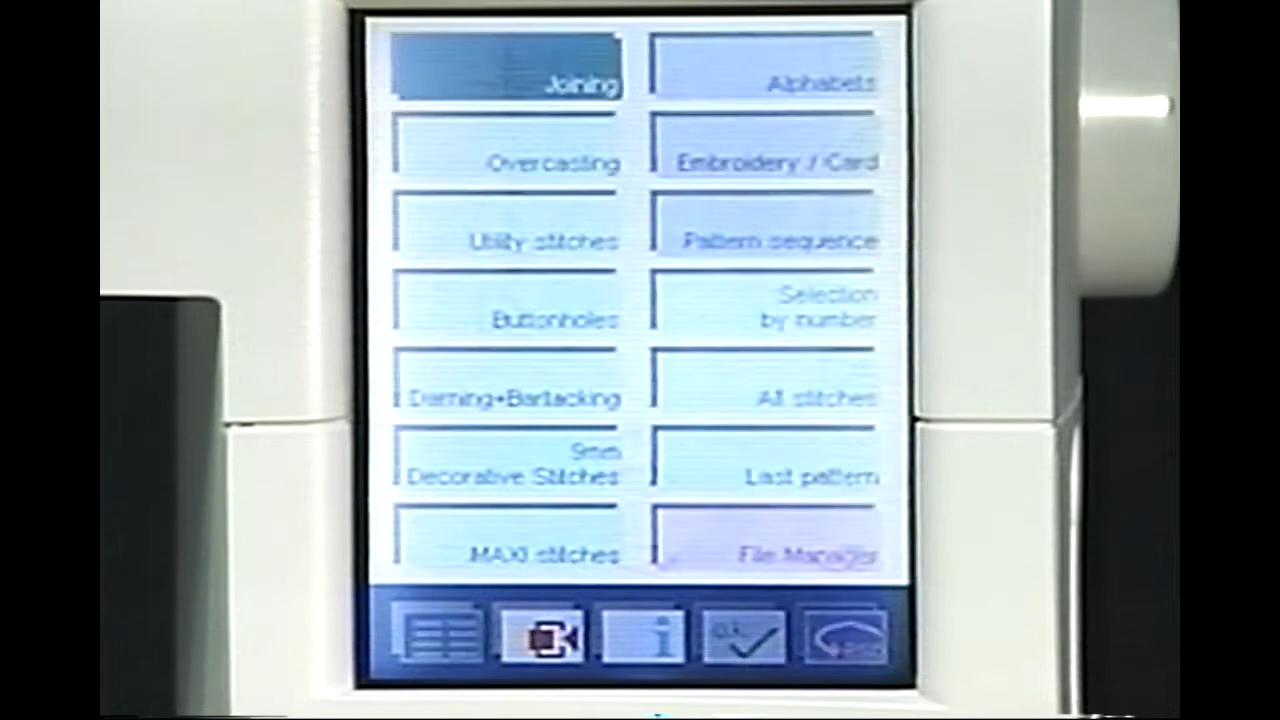 Joining
Alphabets
Overcasting
Embroidery / Card
Utility stitches
Pattern sequence
Buttonholes
Selection
by number
Darning+Bartacking
All stitches
9mm
Decorative Stitches
Last pattern
MAXI stitches
File Manager
i
O.K.